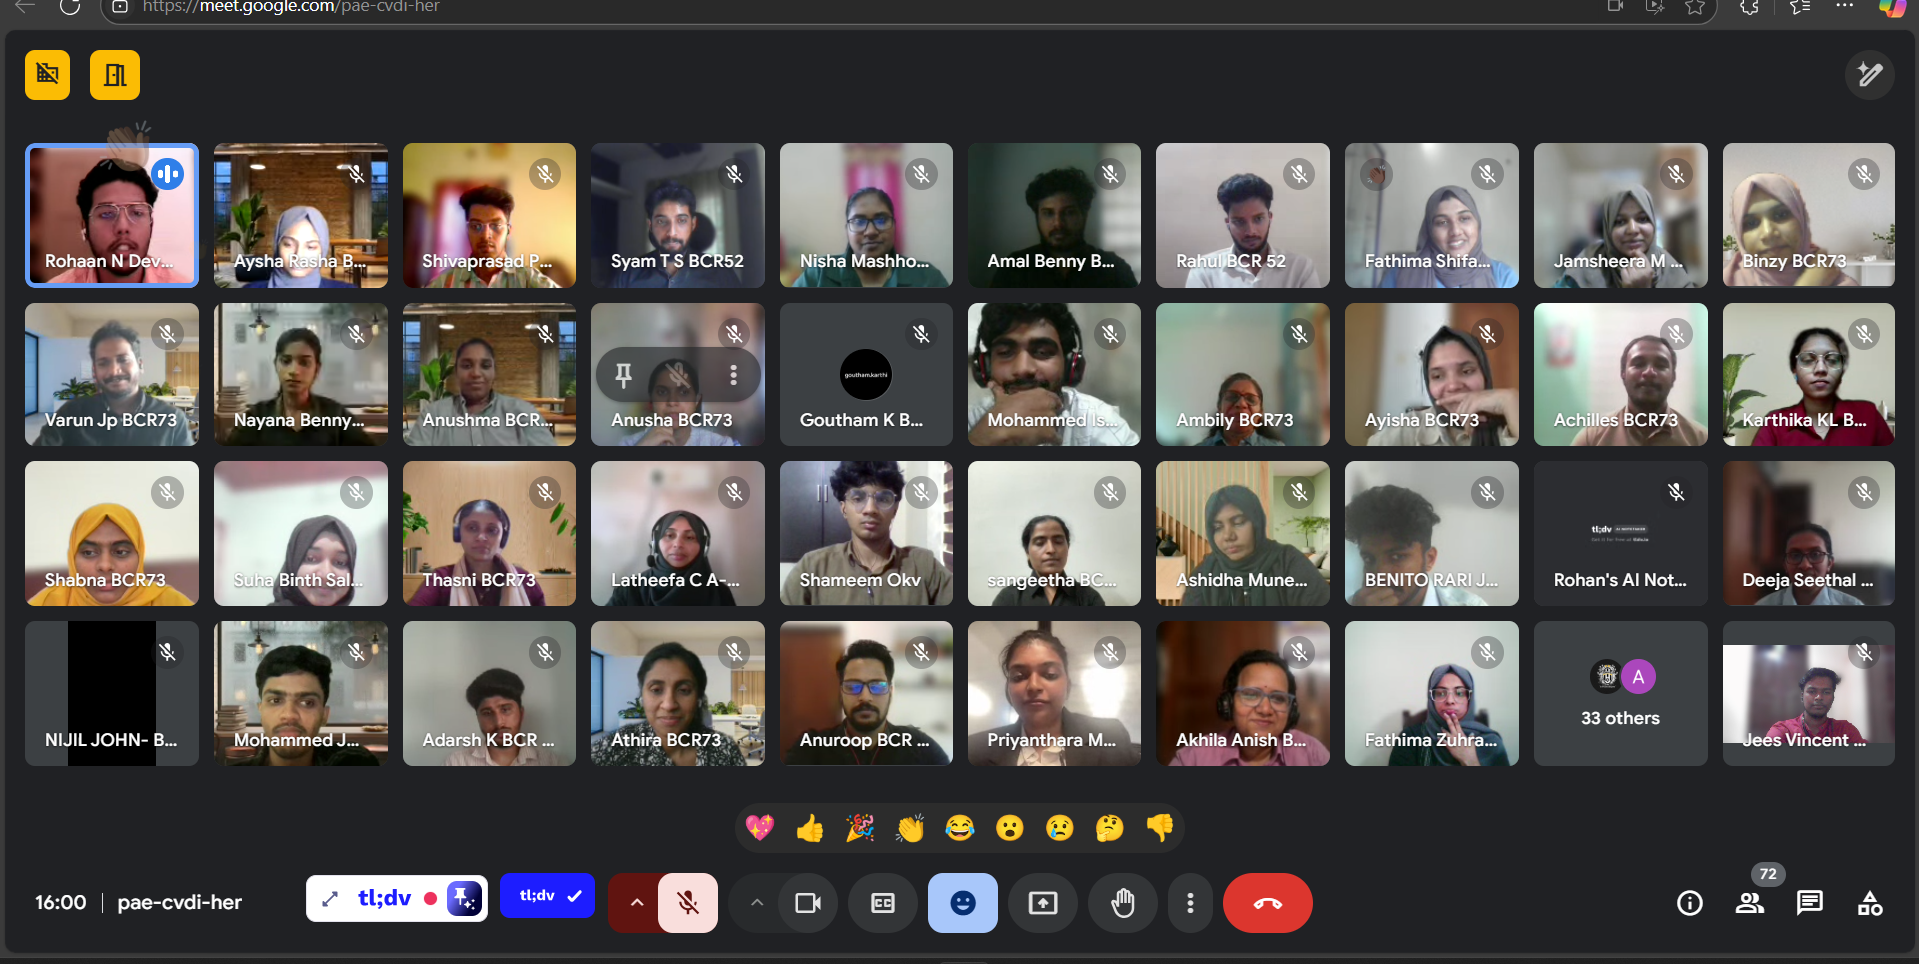 https://meet.google.com/pae-cvdi-her
Rohaan N Dev...
Aysha Rasha B...
Shivaprasad P...
Syam T S BCR52
Nisha Mashho...
Amal Benny B...
Rahul BCR 52
Fathima Shifa...
Jamsheera M ...
Binzy BCR73
Varun Jp BCR73
Nayana Benny...
Anushma BCR...
Anusha BCR73
goutham.karthi
Goutham K B...
Mohammed Is...
Ambily BCR73
Ayisha BCR73
Achilles BCR73
Karthika KL B...
Shabna BCR73
Suha Binth Sal...
Thasni BCR73
Latheefa C A-...
Shameem Okv
sangeetha BC...
Ashidha Mune...
BENITO RARI J...
tl;dv
Rohan's AI Not...
Deeja Seethal ...
NIJIL JOHN- B...
Mohammed J...
Adarsh K BCR ...
Athira BCR73
Anuroop BCR ...
Priyanthara M...
Akhila Anish B...
Fathima Zuhra...
A
33 others
Jees Vincent ...
16:00 | pae-cvdi-her
tl;dv
tl;dv
CC
72